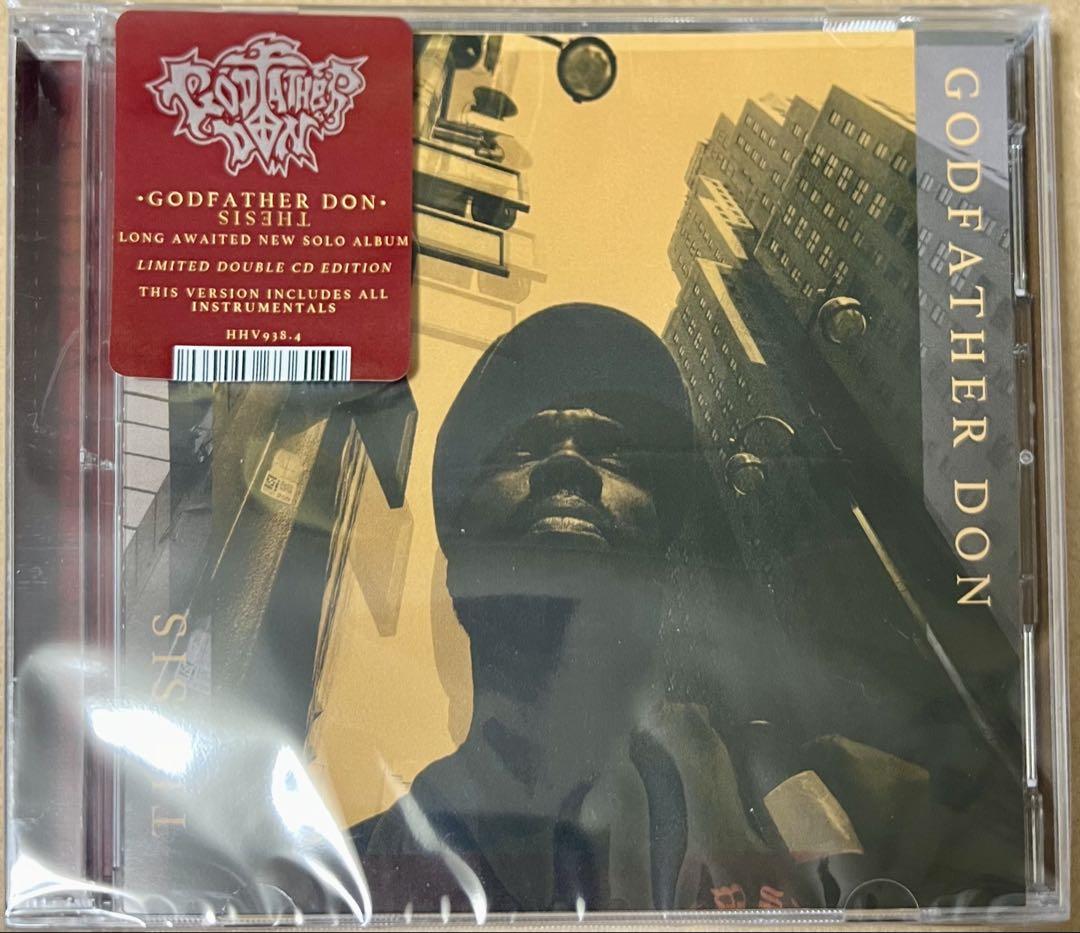 GODFATHER
DON
·GODFATHER DON·
THESIS
LONG AWAITED NEW SOLO ALBUM
LIMITED DOUBLE CD EDITION
THIS VERSION INCLUDES ALL
INSTRUMENTALS
HHV938.4
GODFATHER DON